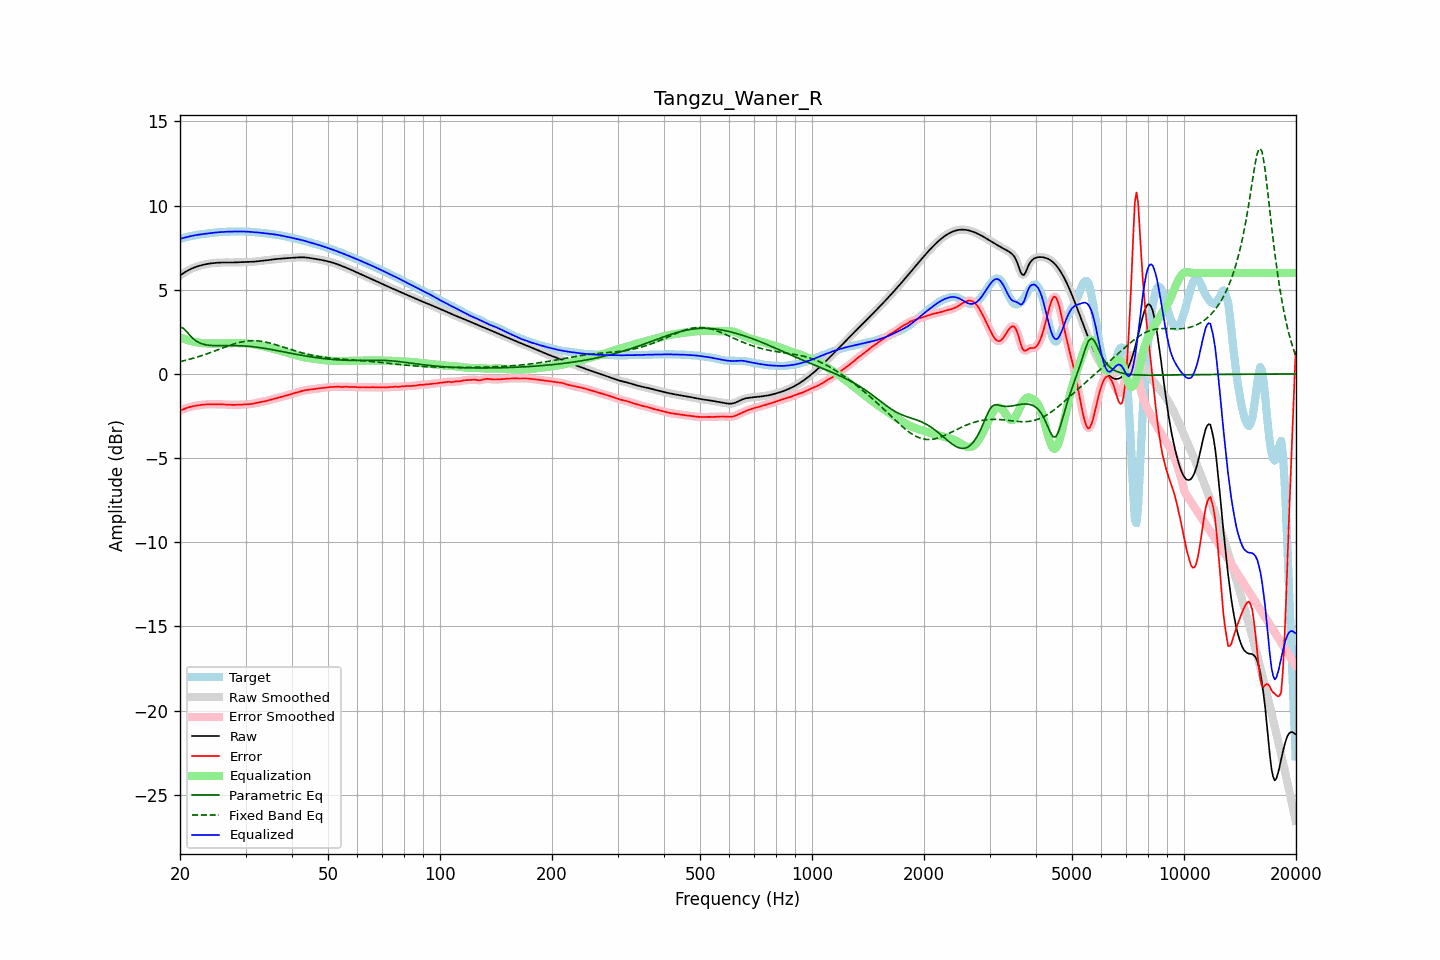 Tangzu_Waner_R
15
10
5
0
−5
−10
−15
−20
−25
Amplitude (dBr)
Target
Raw Smoothed
Error Smoothed
Raw
Error
Equalization
Parametric Eq
Fixed Band Eq
Equalized
20 50 100 200 500 1000 2000 5000 10000 20000
Frequency (Hz)